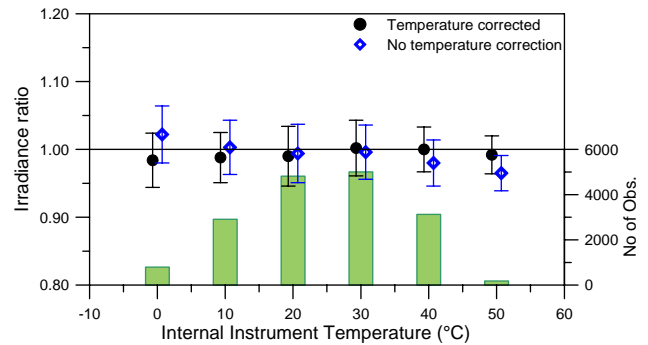 1.20
Temperature corrected
No temperature correction
1.10
Irradiance ratio
1.00
6000
4000
0.90
2000
No of Obs.
0.80
0
-10 0 10 20 30 40 50 60
Internal Instrument Temperature (°C)